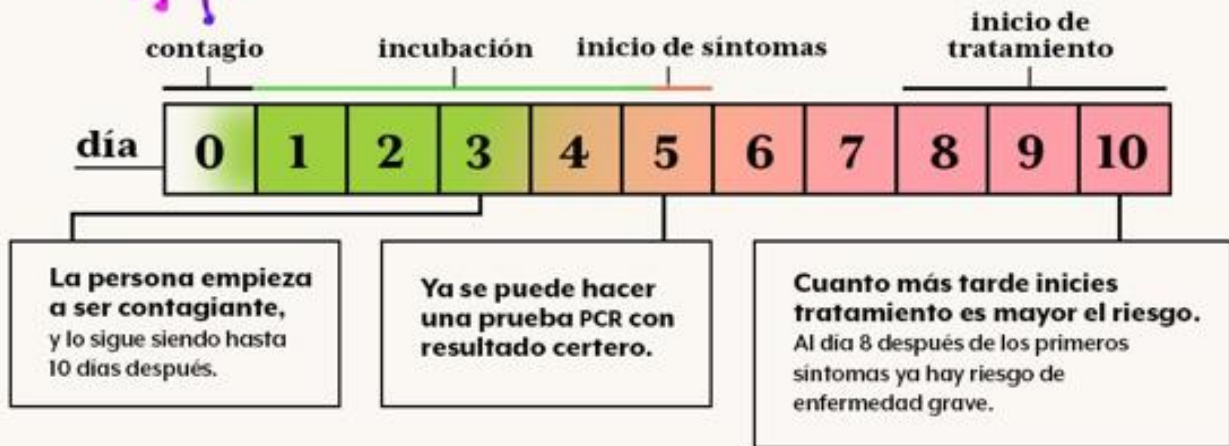 contagio
incubación
inicio de síntomas
inicio de
tratamiento
día 0 1 2 3 4 5 6 7 8 9 10
La persona empieza
a ser contagiante,
y lo sigue siendo hasta
10 días después.
Ya se puede hacer
una prueba PCR con
resultado certero.
Cuanto más tarde inicies
tratamiento es mayor el riesgo.
Al día 8 después de los primeros
síntomas ya hay riesgo de
enfermedad grave.